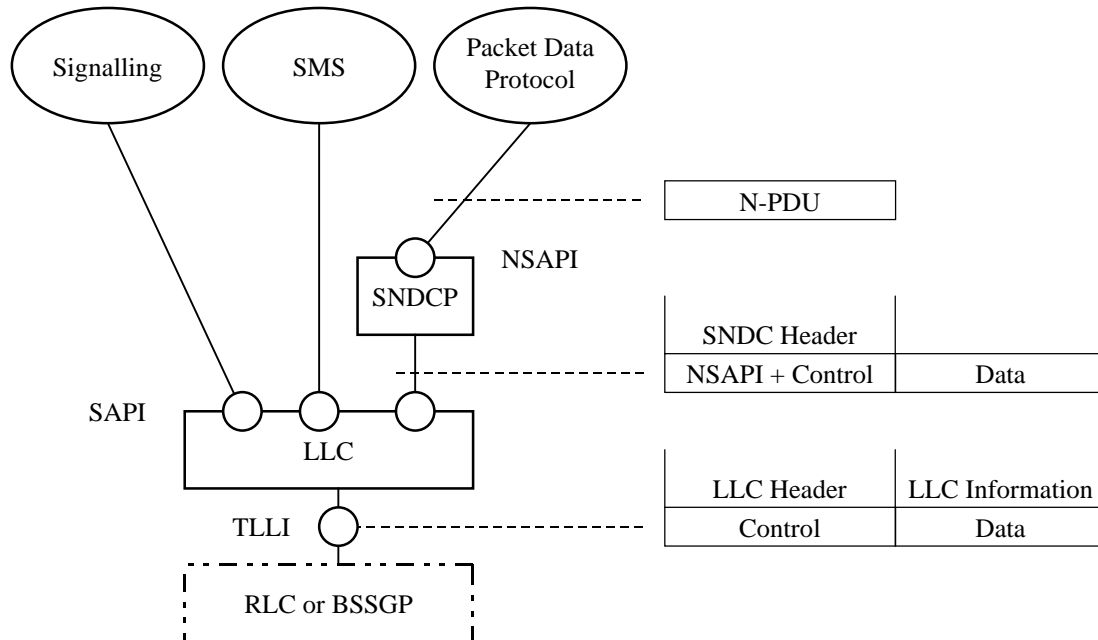 Signalling
SMS
Packet Data
Protocol
N-PDU
NSAPI
SNDCP
SNDC Header
NSAPI + Control
Data
SAPI
LLC
LLC Header
LLC Information
TLLI
Control
Data
RLC or BSSGP